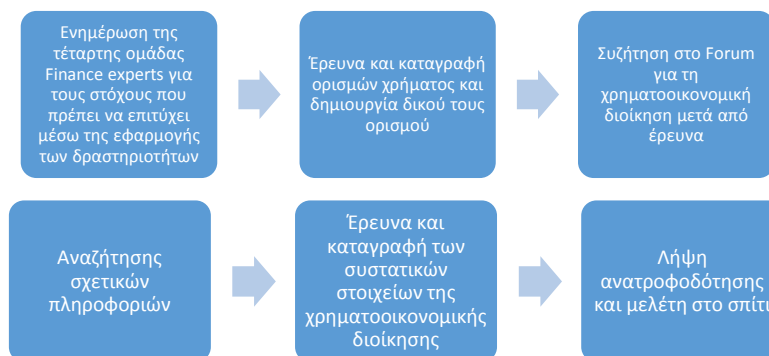 Ενημέρωση της
τέταρτης ομάδας
Finance experts για
τους στόχους που
πρέπει να επιτύχει
μέσω της εφαρμογής
των δραστηριοτήτων
Έρευνα και καταγραφή
ορισμών χρήματος και
δημιουργία δικού τους
ορισμού
Συζήτηση στο Forum
για τη
χρηματοοικονομική
διοίκηση μετά από
έρευνα
Αναζήτησης
σχετικών
πληροφοριών
Έρευνα και
καταγραφή των
συστατικών
στοιχείων της
χρηματοοικονομικής
διοίκησης
Λήψη
ανατροφοδότησης
και μελέτη στο σπίτι